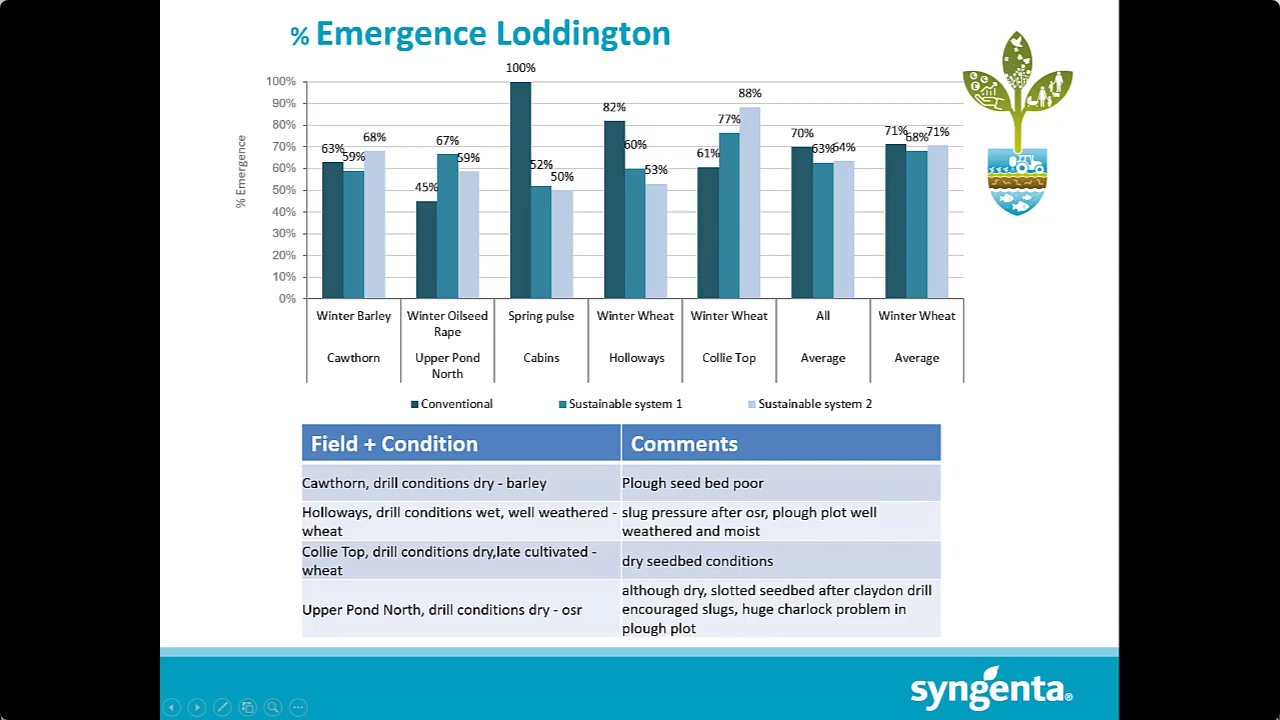 % Emergence Loddington
100%
100%
90%
80%
70%
60%
50%
40%
30%
20%
10%
0%
% Emergence
63%
59%
68%
45%
67%
59%
52%
50%
82%
60%
53%
61%
77%
88%
70%
63%
64%
71%
68%
71%
Winter Barley
Winter Oilseed
Rape
Spring pulse
Winter Wheat
Winter Wheat
All
Winter Wheat
Cawthorn
Upper Pond
North
Cabins
Holloways
Collie Top
Average
Average
Conventional
Sustainable system 1
Sustainable system 2
Field + Condition
Comments
Cawthorn, drill conditions dry - barley
Plough seed bed poor
Holloways, drill conditions wet, well weathered -
wheat
slug pressure after osr, plough plot well
weathered and moist
Collie Top, drill conditions dry,late cultivated -
wheat
dry seedbed conditions
Upper Pond North, drill conditions dry - osr
although dry, slotted seedbed after claydon drill
encouraged slugs, huge charlock problem in
plough plot
syngenta®